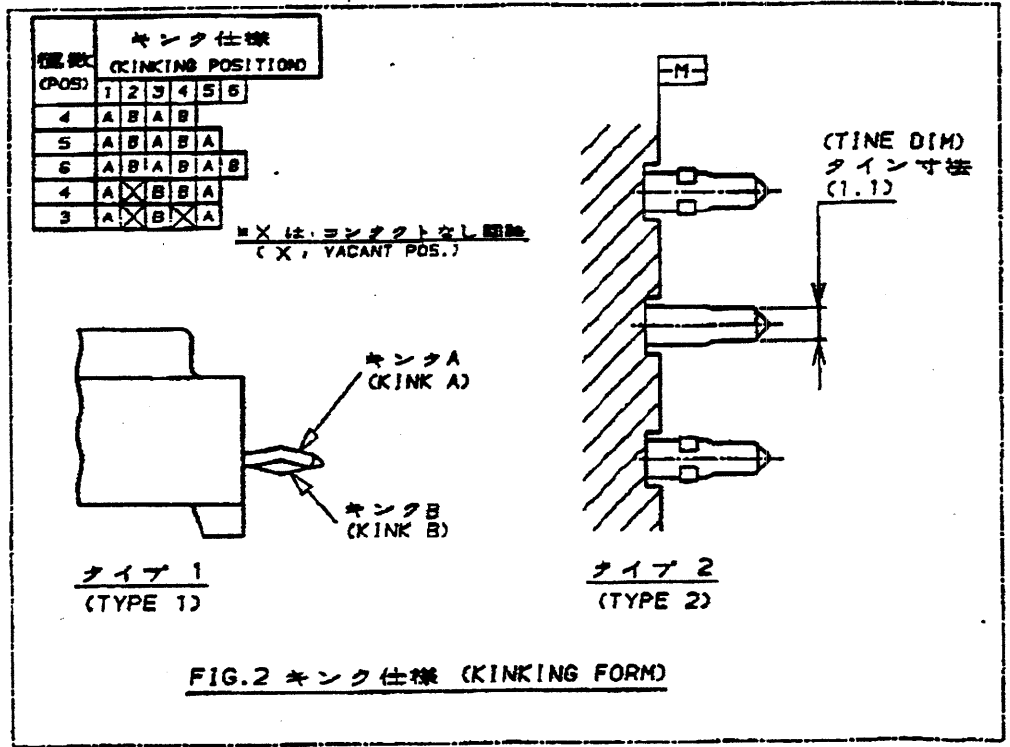 極数
(POS)
キンク仕様
(KINKING POSITION)
1 2 3 4 5 6
4 A B A B
5 A B A B A
6 A B A B A B
4 A X B B A
3 A X B X A
※X は、コンタクトなし
( X , VACANT POS.)
M
(TINE DIM)
タイン寸法
(1.1)
キンクA
(KINK A)
キンクB
(KINK B)
タイプ 1
(TYPE 1)
タイプ 2
(TYPE 2)
FIG.2 キンク仕様 (KINKING FORM)